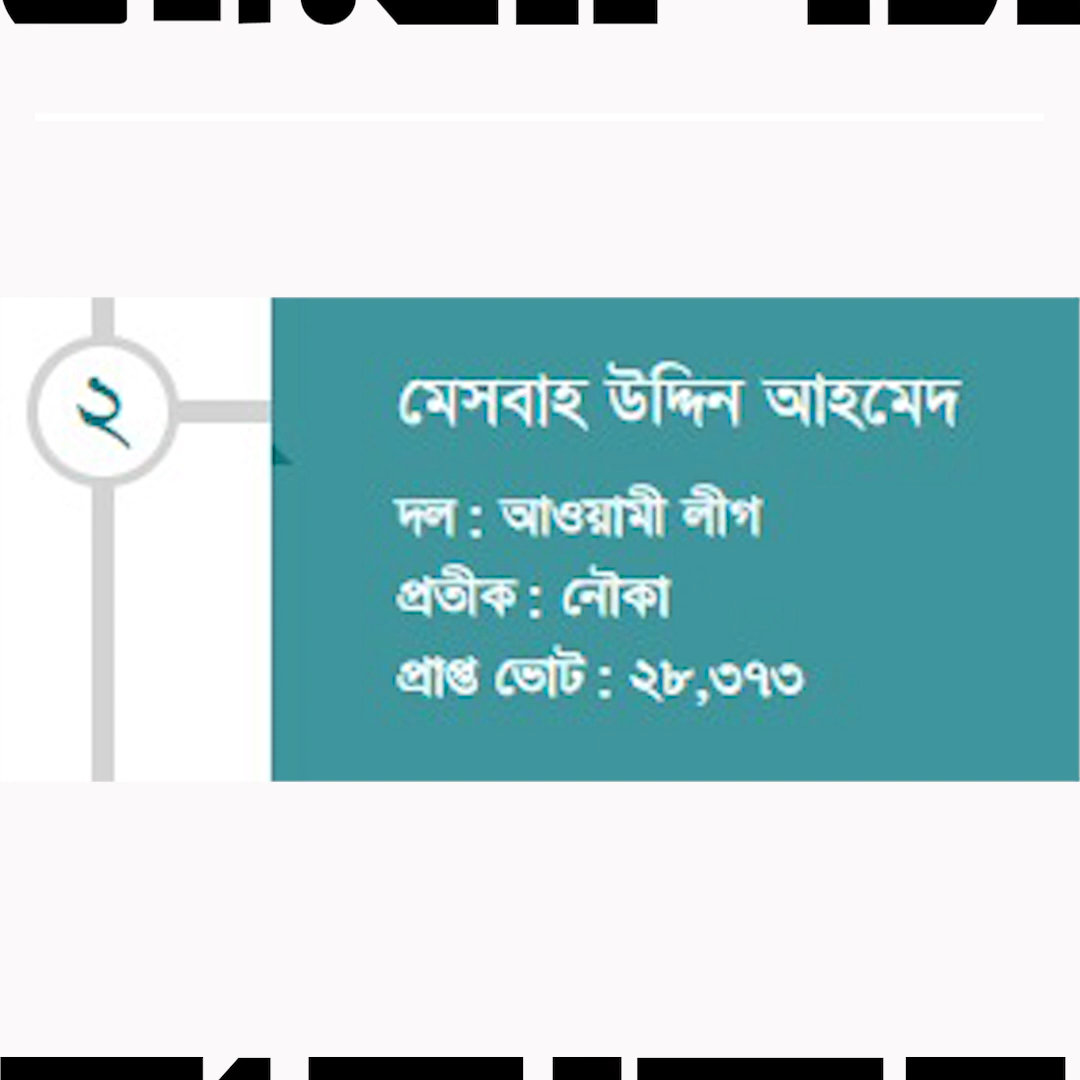 ২
মেসবাহ উদ্দিন আহমেদ
দল : আওয়ামী লীগ
প্রতীক : নৌকা
প্রাপ্ত ভোট : ২৮,৩৭৩